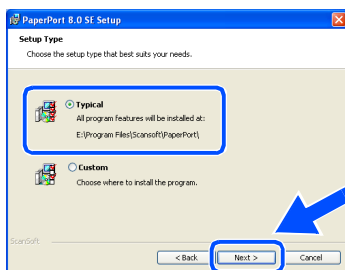 PaperPort 8.0 SE Setup
Setup Type
Choose the setup type that best suits your needs.
Typical
All program features will be installed at:
E:\Program Files\Scansoft\PaperPort\
Custom
Choose where to install the program.
ScanSoft
< Back Next > Cancel